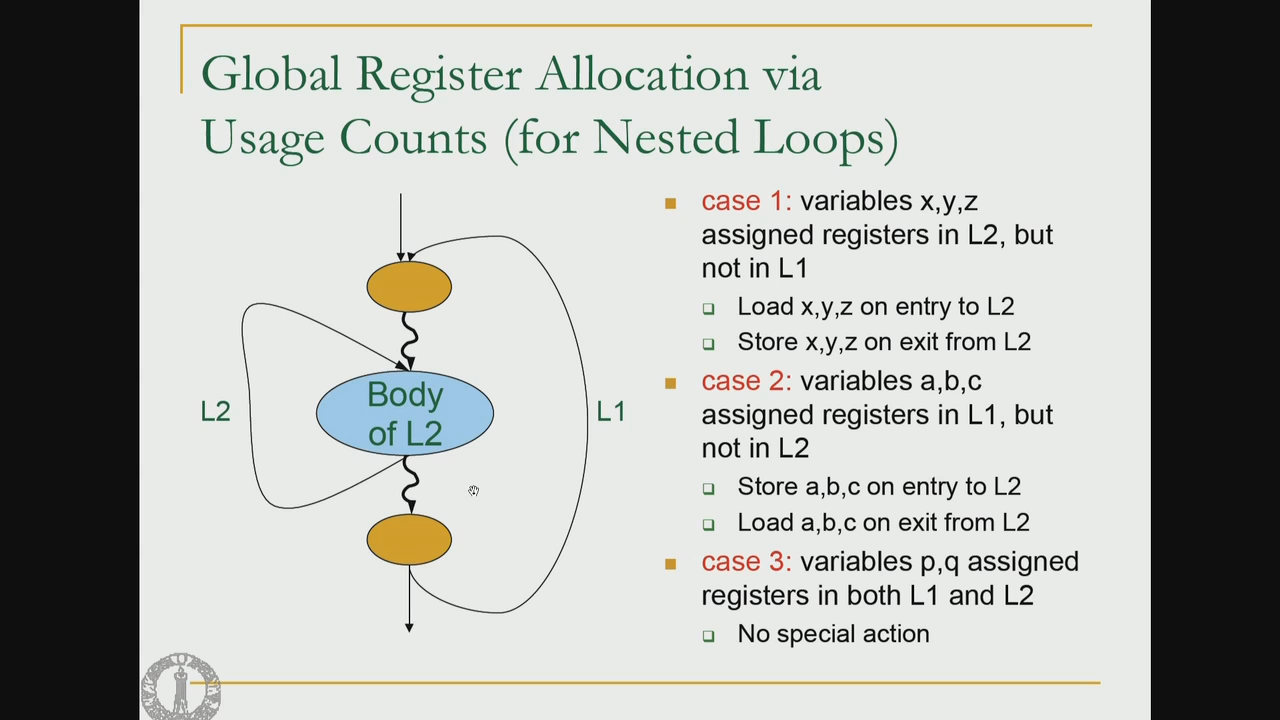 Global Register Allocation via
Usage Counts (for Nested Loops)
L2
Body
of L2
L1
case 1: variables x,y,z
assigned registers in L2, but
not in L1
Load x,y,z on entry to L2
Store x,y,z on exit from L2
case 2: variables a,b,c
assigned registers in L1, but
not in L2
Store a,b,c on entry to L2
Load a,b,c on exit from L2
case 3: variables p,q assigned
registers in both L1 and L2
No special action